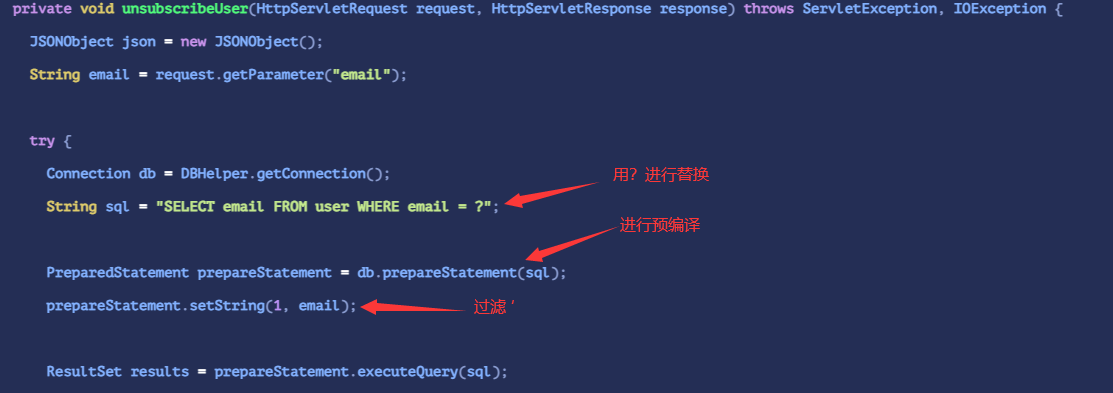 private void unsubscribeUser(HttpServletRequest request, HttpServletResponse response) throws ServletException, IOException {
JSONObject json = new JSONObject();
String email = request.getParameter("email");
try {
Connection db = DBHelper.getConnection();
用？进行替换
String sql = "SELECT email FROM user WHERE email = ?";
进行预编译
PreparedStatement prepareStatement = db.prepareStatement(sql);
prepareStatement.setString(1, email);
过滤 ‘
ResultSet results = prepareStatement.executeQuery(sql);